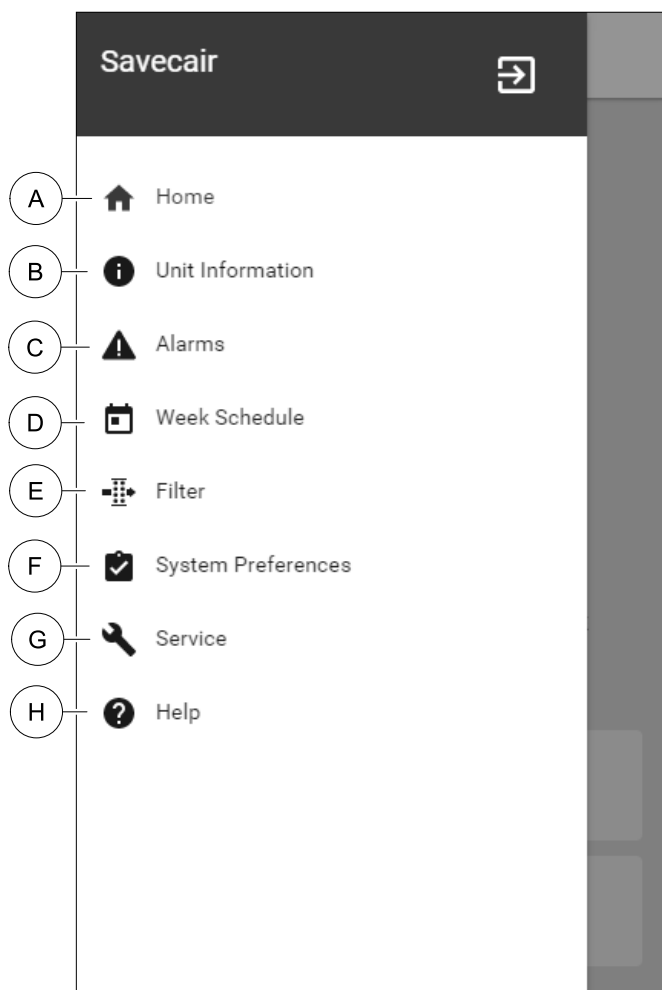 Savecair
A Home
B Unit Information
C Alarms
D Week Schedule
E Filter
F System Preferences
G Service
H Help